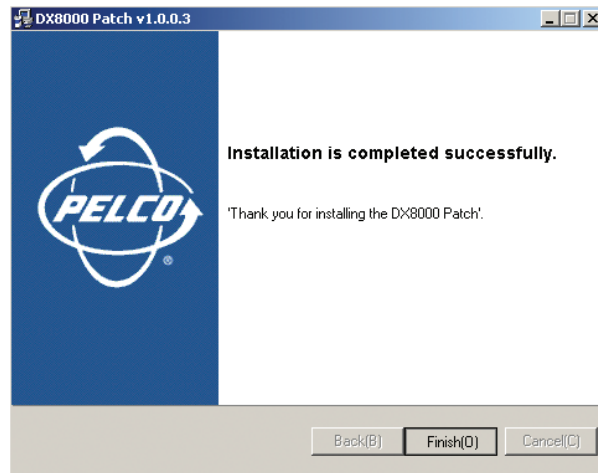 DX8000 Patch v1.0.0.3
PELCO
®
Installation is completed successfully.
'Thank you for installing the DX8000 Patch'.
Back(B)
Finish(O)
Cancel(C)